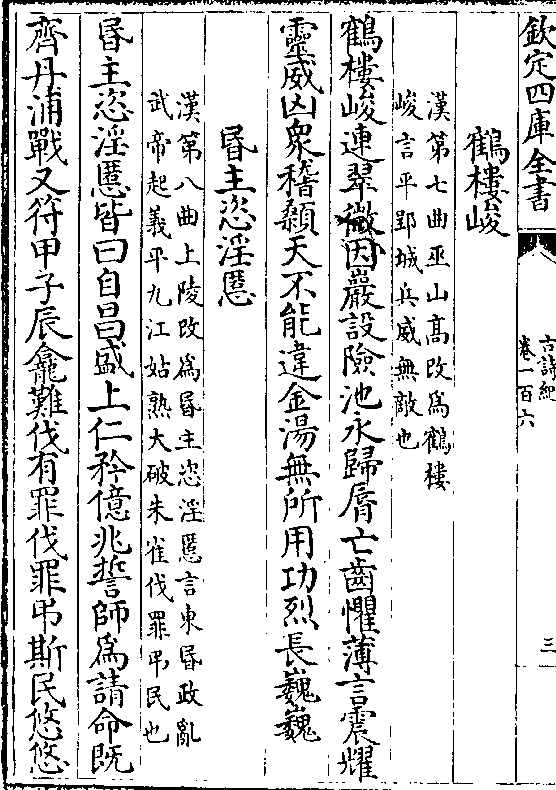 欽定四庫全書
古詩紀
卷一百六
三
鶴樓峻
漢第七曲巫山髙改為鶴樓
峻言平郢城兵威無敵也
鶴樓峻連翠微因巖設險池永歸脣亡齒懼薄言震耀
靈威凶衆稽顙天不能違金湯無所用功烈長巍巍
昬主恣淫慝
漢第八曲上陵改為昬主恣淫慝言東昬政亂
武帝起義平九江姑熟大破朱雀伐罪弔民也
昬主恣淫慝皆曰自昌盛上仁矜億兆誓師為請命既
齊丹浦戰又符甲子辰龕難伐有罪伐罪弔斯民悠悠